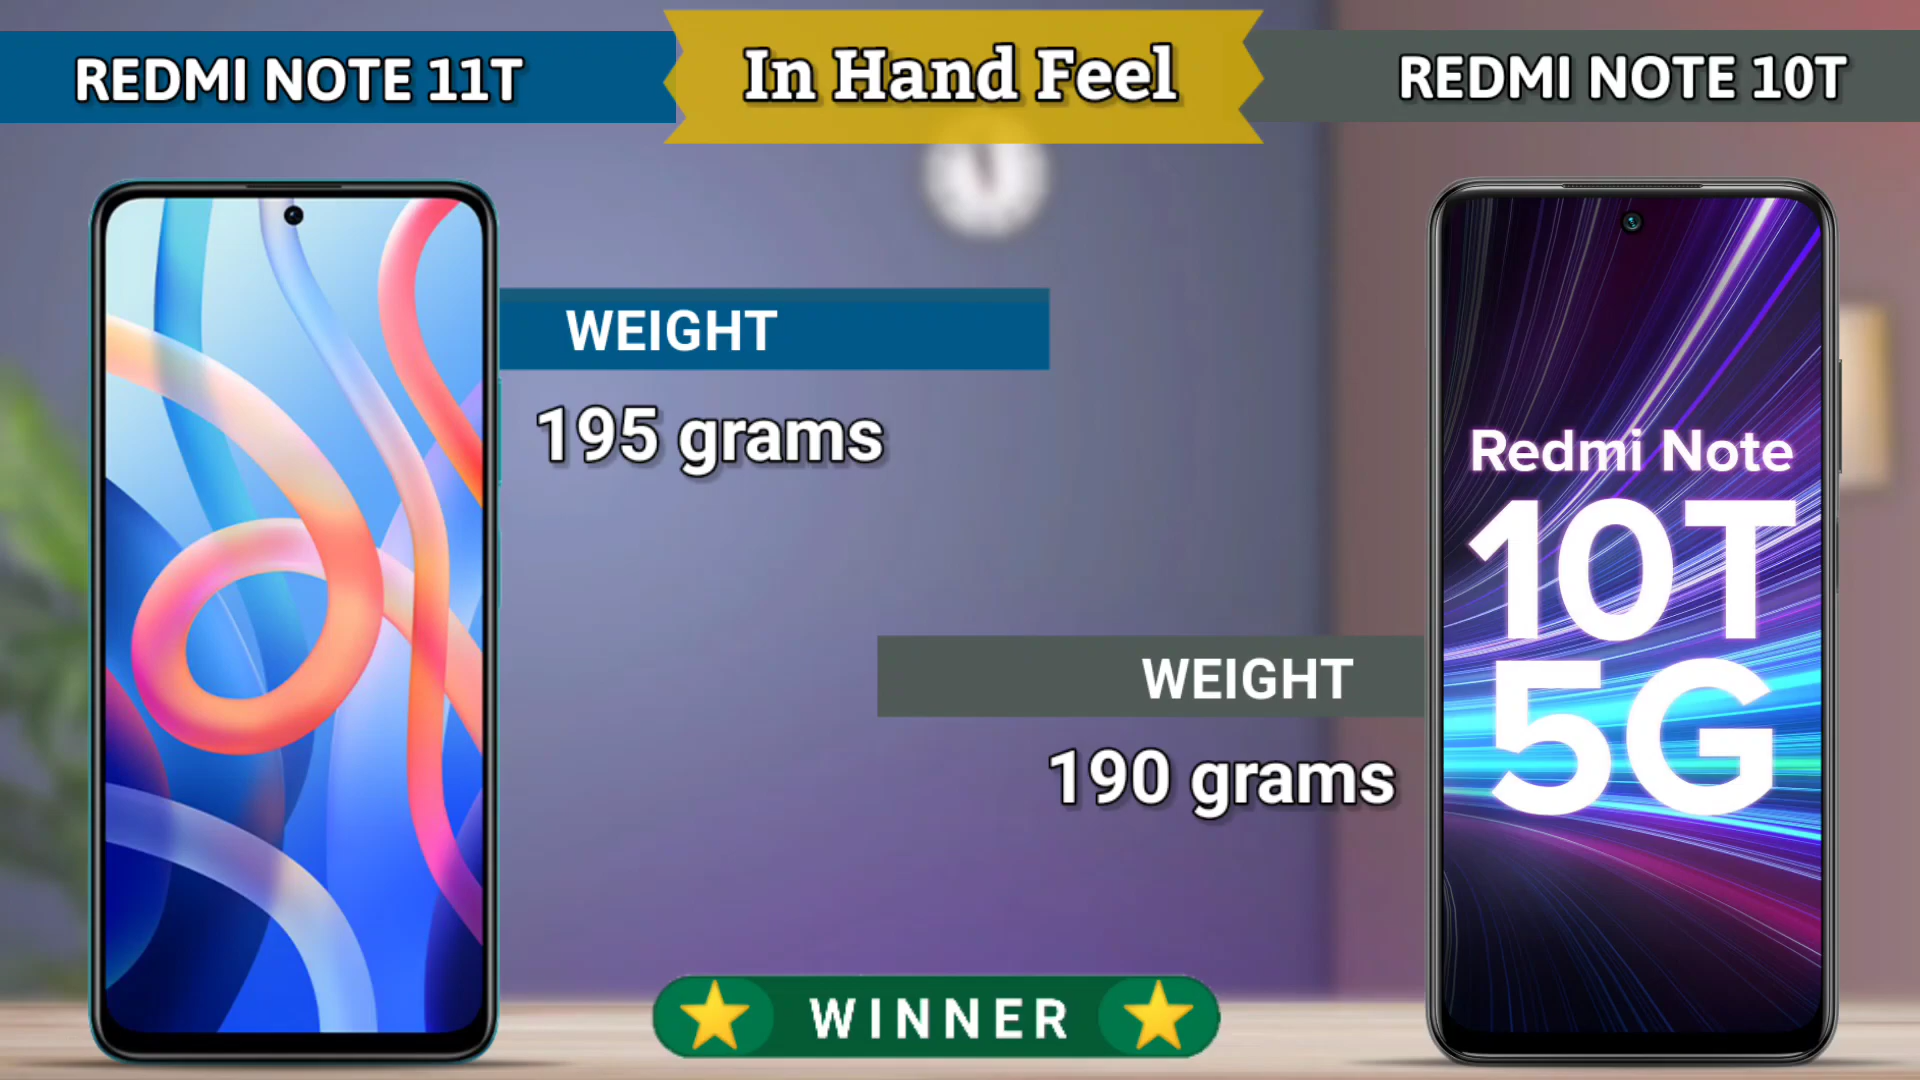 REDMI NOTE 11T
In Hand Feel
REDMI NOTE 10T
WEIGHT
195 grams
WEIGHT
190 grams
Redmi Note
10T
5G
WINNER